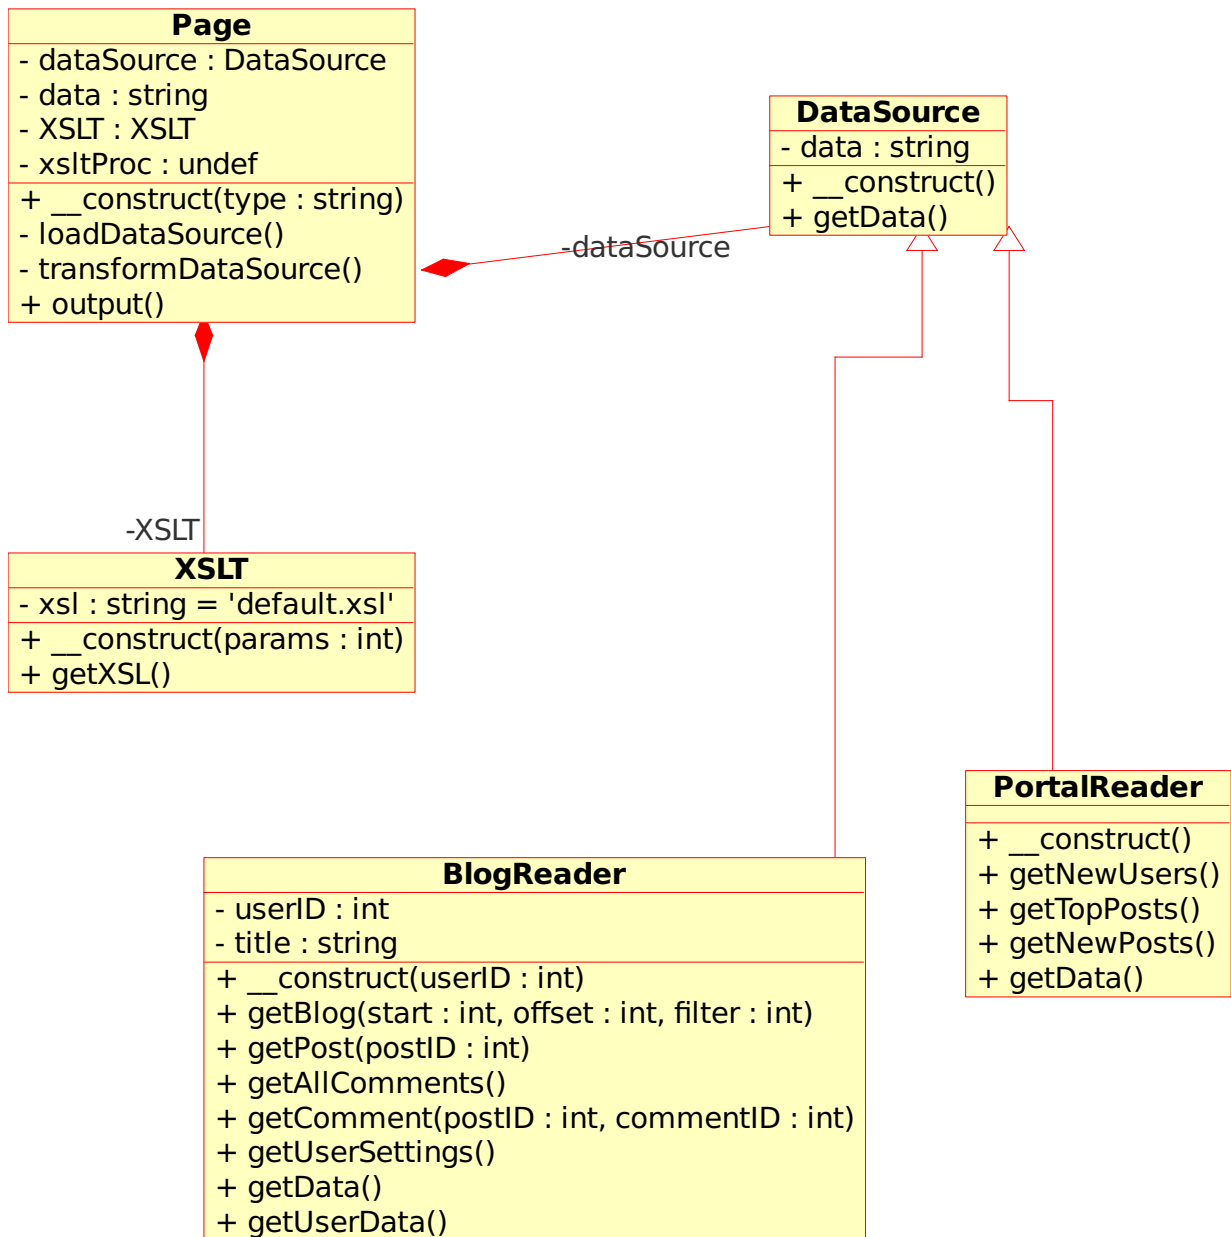 Page
- dataSource : DataSource
- data : string
- XSLT : XSLT
- xsltProc : undef
+ __construct(type : string)
- loadDataSource()
- transformDataSource()
+ output()
DataSource
- data : string
+ __construct()
+ getData()
-dataSource
-XSLT
XSLT
- xsl : string = 'default.xsl'
+ __construct(params : int)
+ getXSL()
PortalReader
+ __construct()
+ getNewUsers()
+ getTopPosts()
+ getNewPosts()
+ getData()
BlogReader
- userID : int
- title : string
+ __construct(userID : int)
+ getBlog(start : int, offset : int, filter : int)
+ getPost(postID : int)
+ getAllComments()
+ getComment(postID : int, commentID : int)
+ getUserSettings()
+ getData()
+ getUserData()